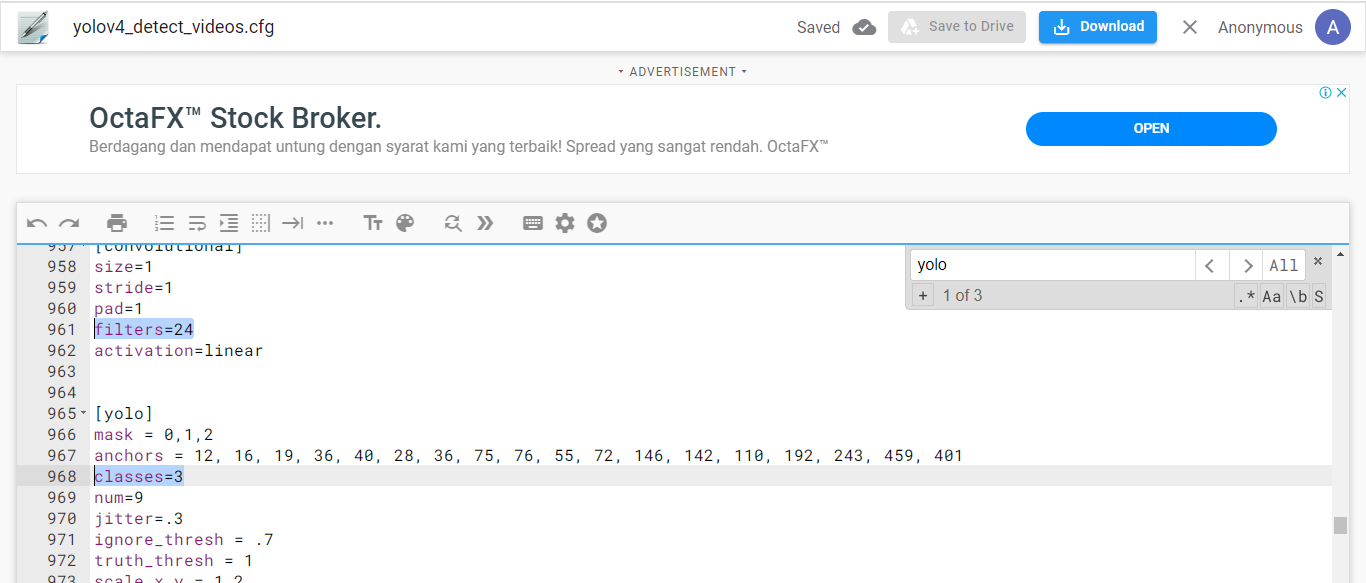 yolov4_detect_videos.cfg
Saved
Save to Drive
Download
Anonymous
A
ADVERTISEMENT
OctaFX™ Stock Broker.
Berdagang dan mendapat untung dengan syarat kami yang terbaik! Spread yang sangat rendah. OctaFX™
OPEN
yolo
All
+ 1 of 3
.* Aa \b S
957 [convolutional]
958 size=1
959 stride=1
960 pad=1
961 filters=24
962 activation=linear
963
964
965 [yolo]
966 mask = 0,1,2
967 anchors = 12, 16, 19, 36, 40, 28, 36, 75, 76, 55, 72, 146, 142, 110, 192, 243, 459, 401
968 classes=3
969 num=9
970 jitter=.3
971 ignore_thresh = .7
972 truth_thresh = 1
973 scale_x_y = 1.2